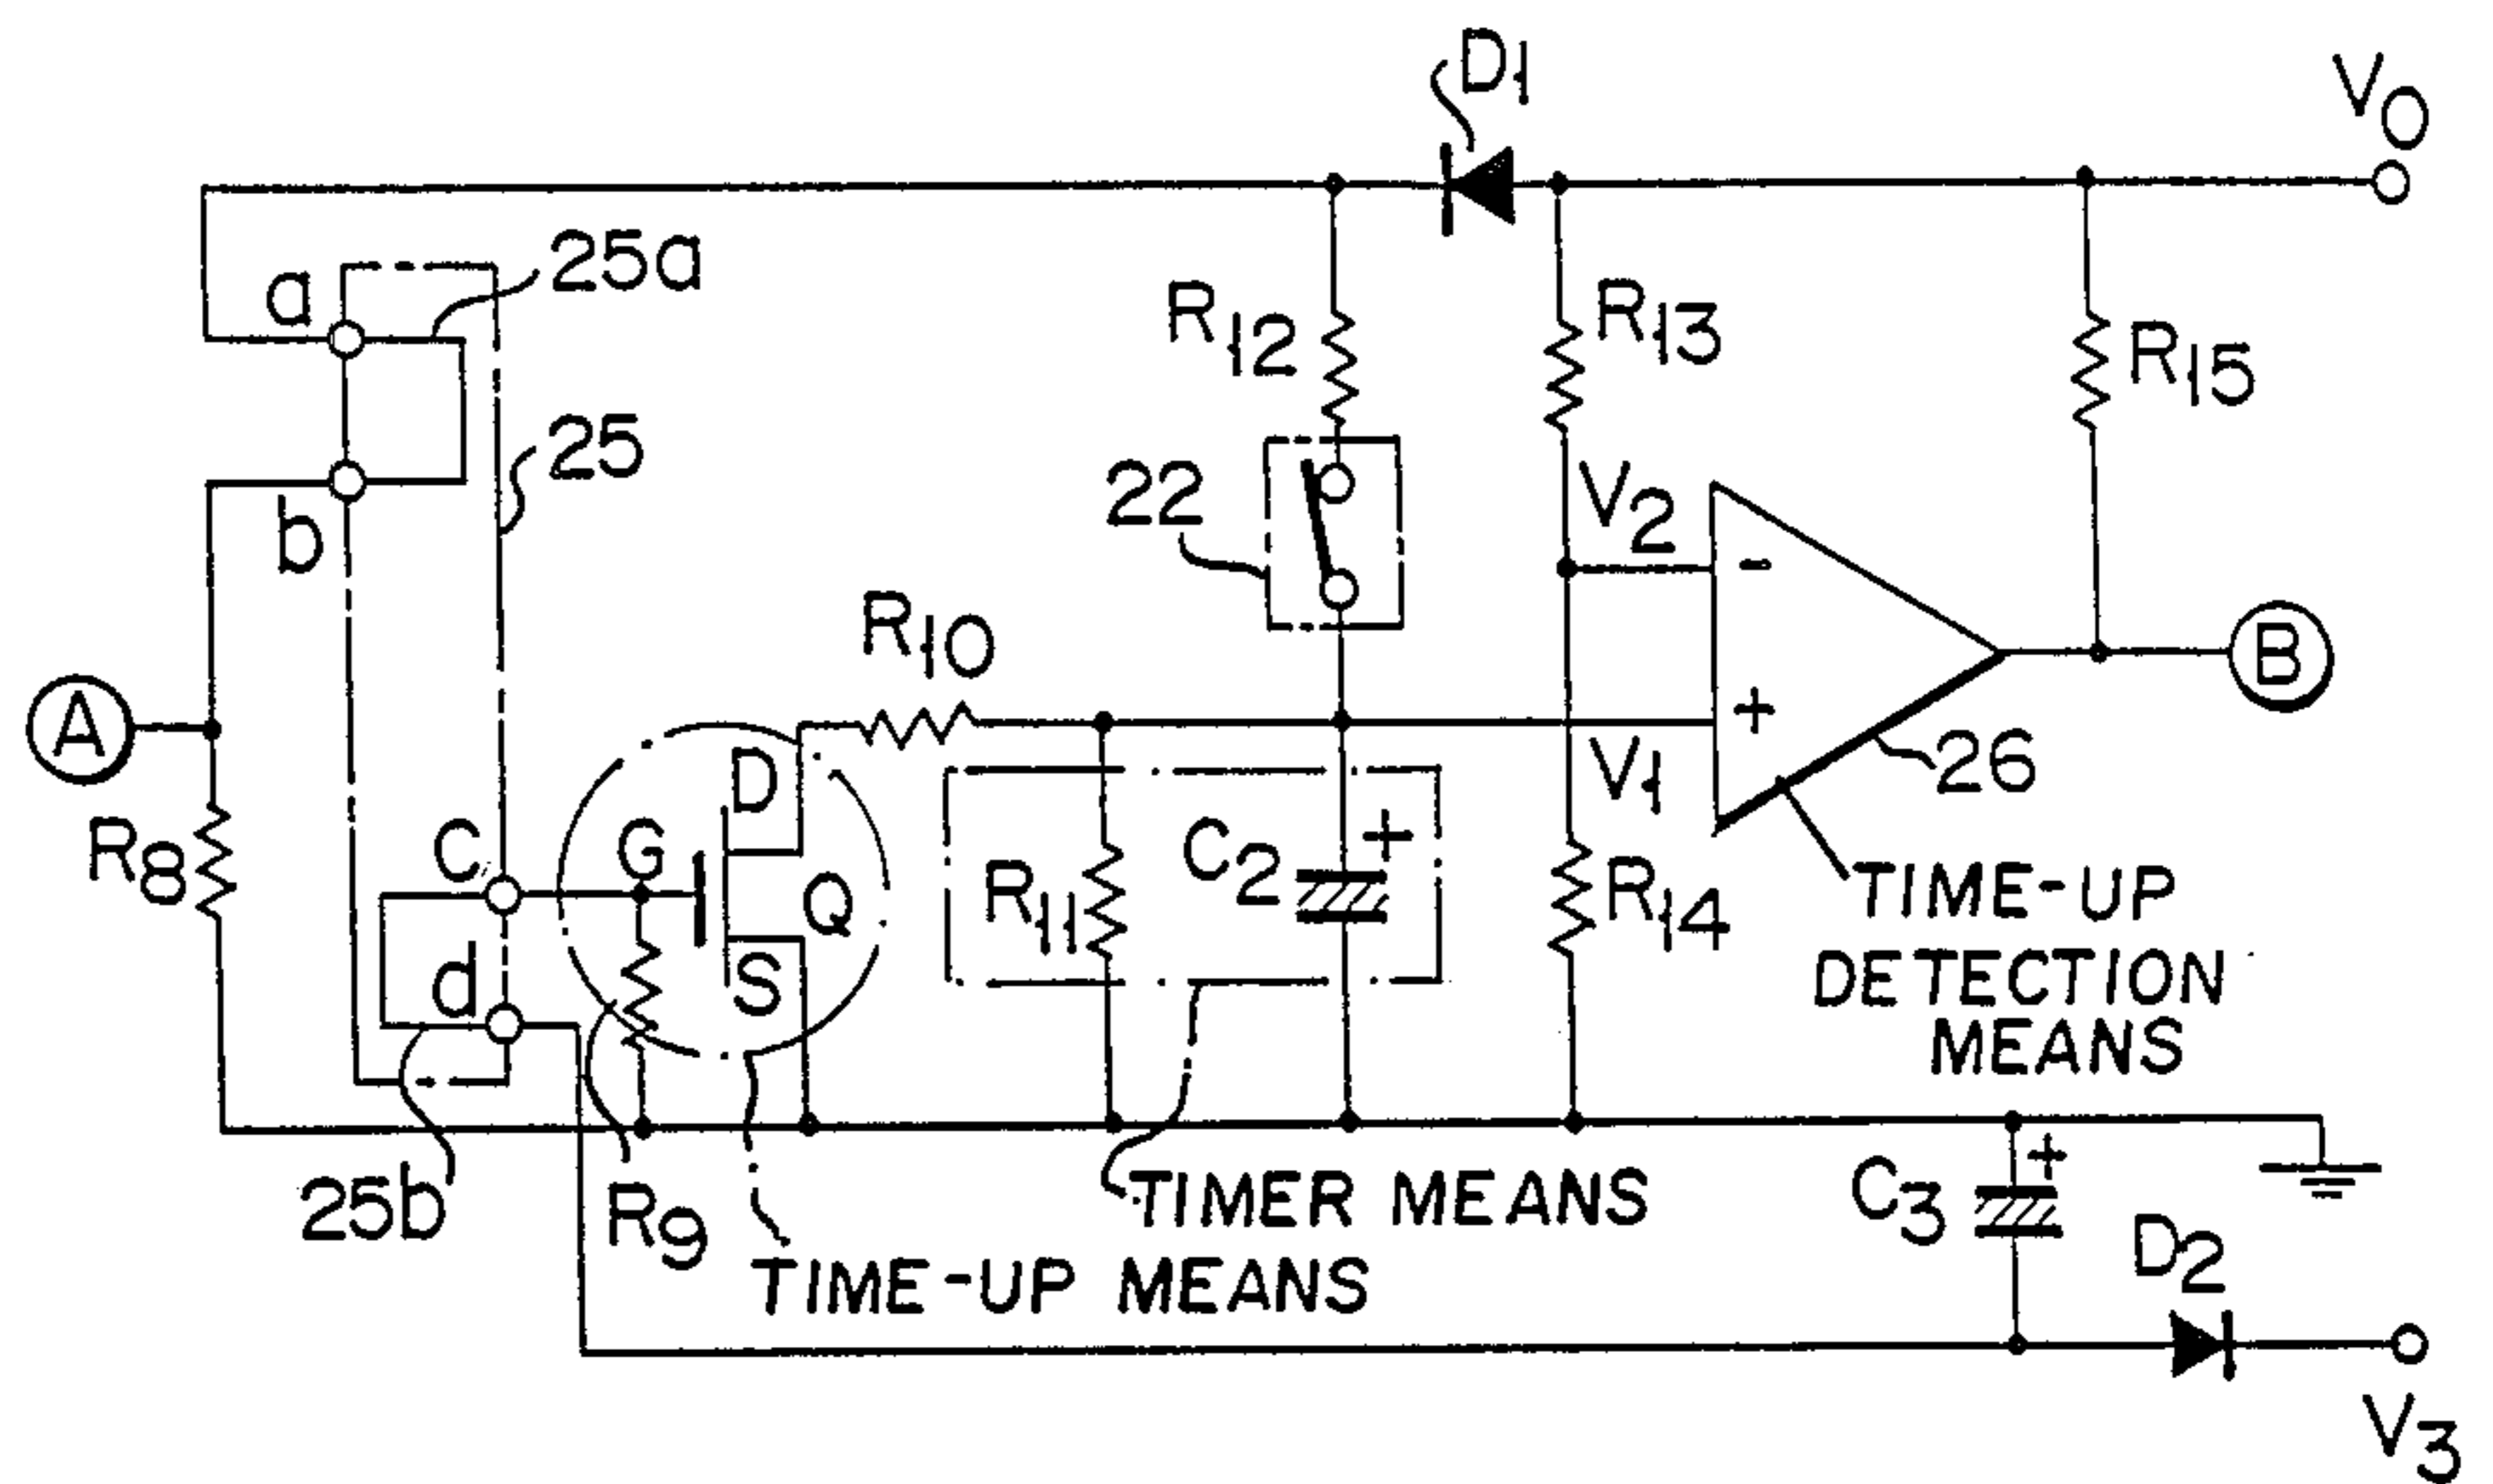 D1
VO
25a
a
R12
R13
R15
25
b
22
V2
-
R10
B
A
+
V1
26
D
R8
C
G
Q
R11
C2
+
R14
TIME-UP
DETECTION
MEANS
d
S
25b
R9
TIMER MEANS
TIME-UP MEANS
C3
+
D2
V3